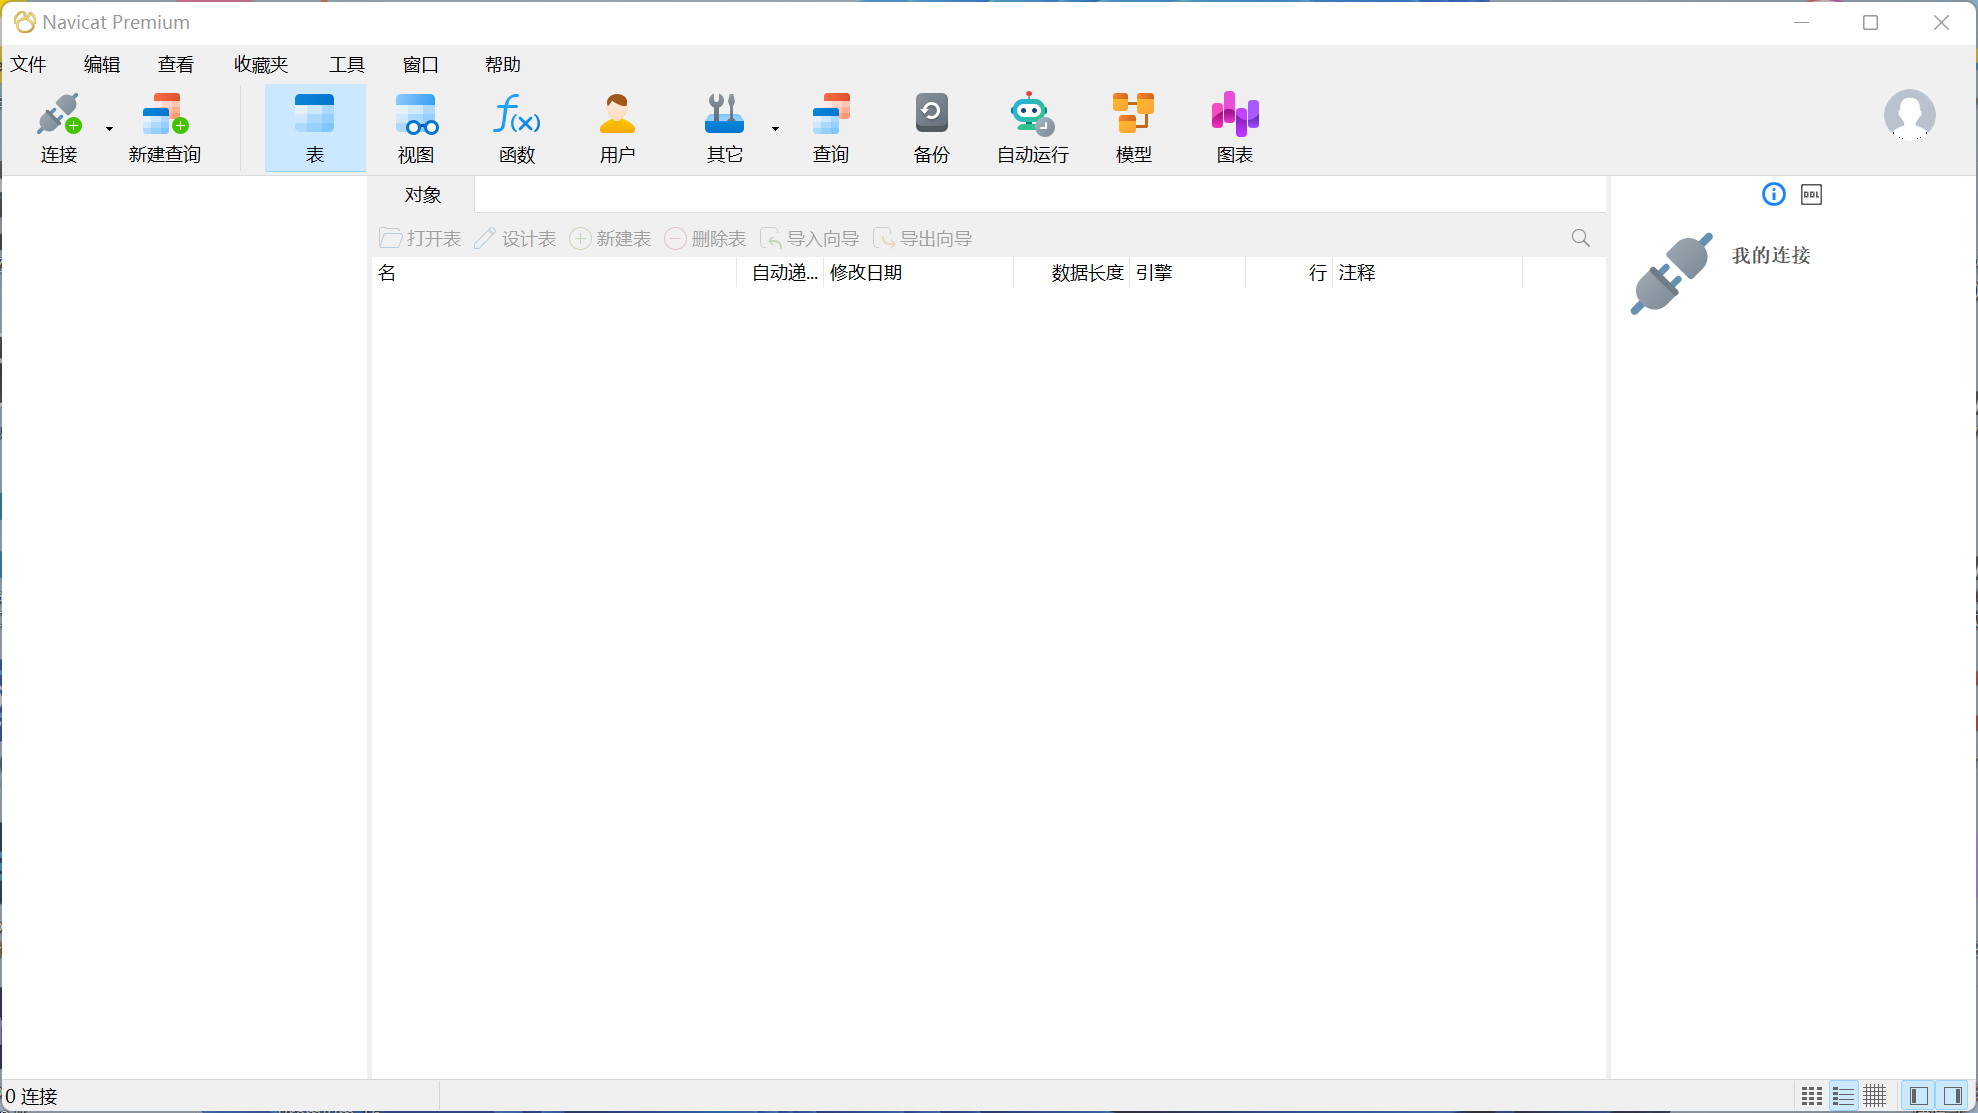 Navicat Premium
文件 编辑 查看 收藏夹 工具 窗口 帮助
连接 新建查询 表 视图 f(x) 函数 用户 其它 查询 备份 自动运行 模型 图表
对象
打开表 设计表 新建表 删除表 导入向导 导出向导
DDL
我的连接
名 自动递... 修改日期 数据长度 引擎 行 注释
0 连接